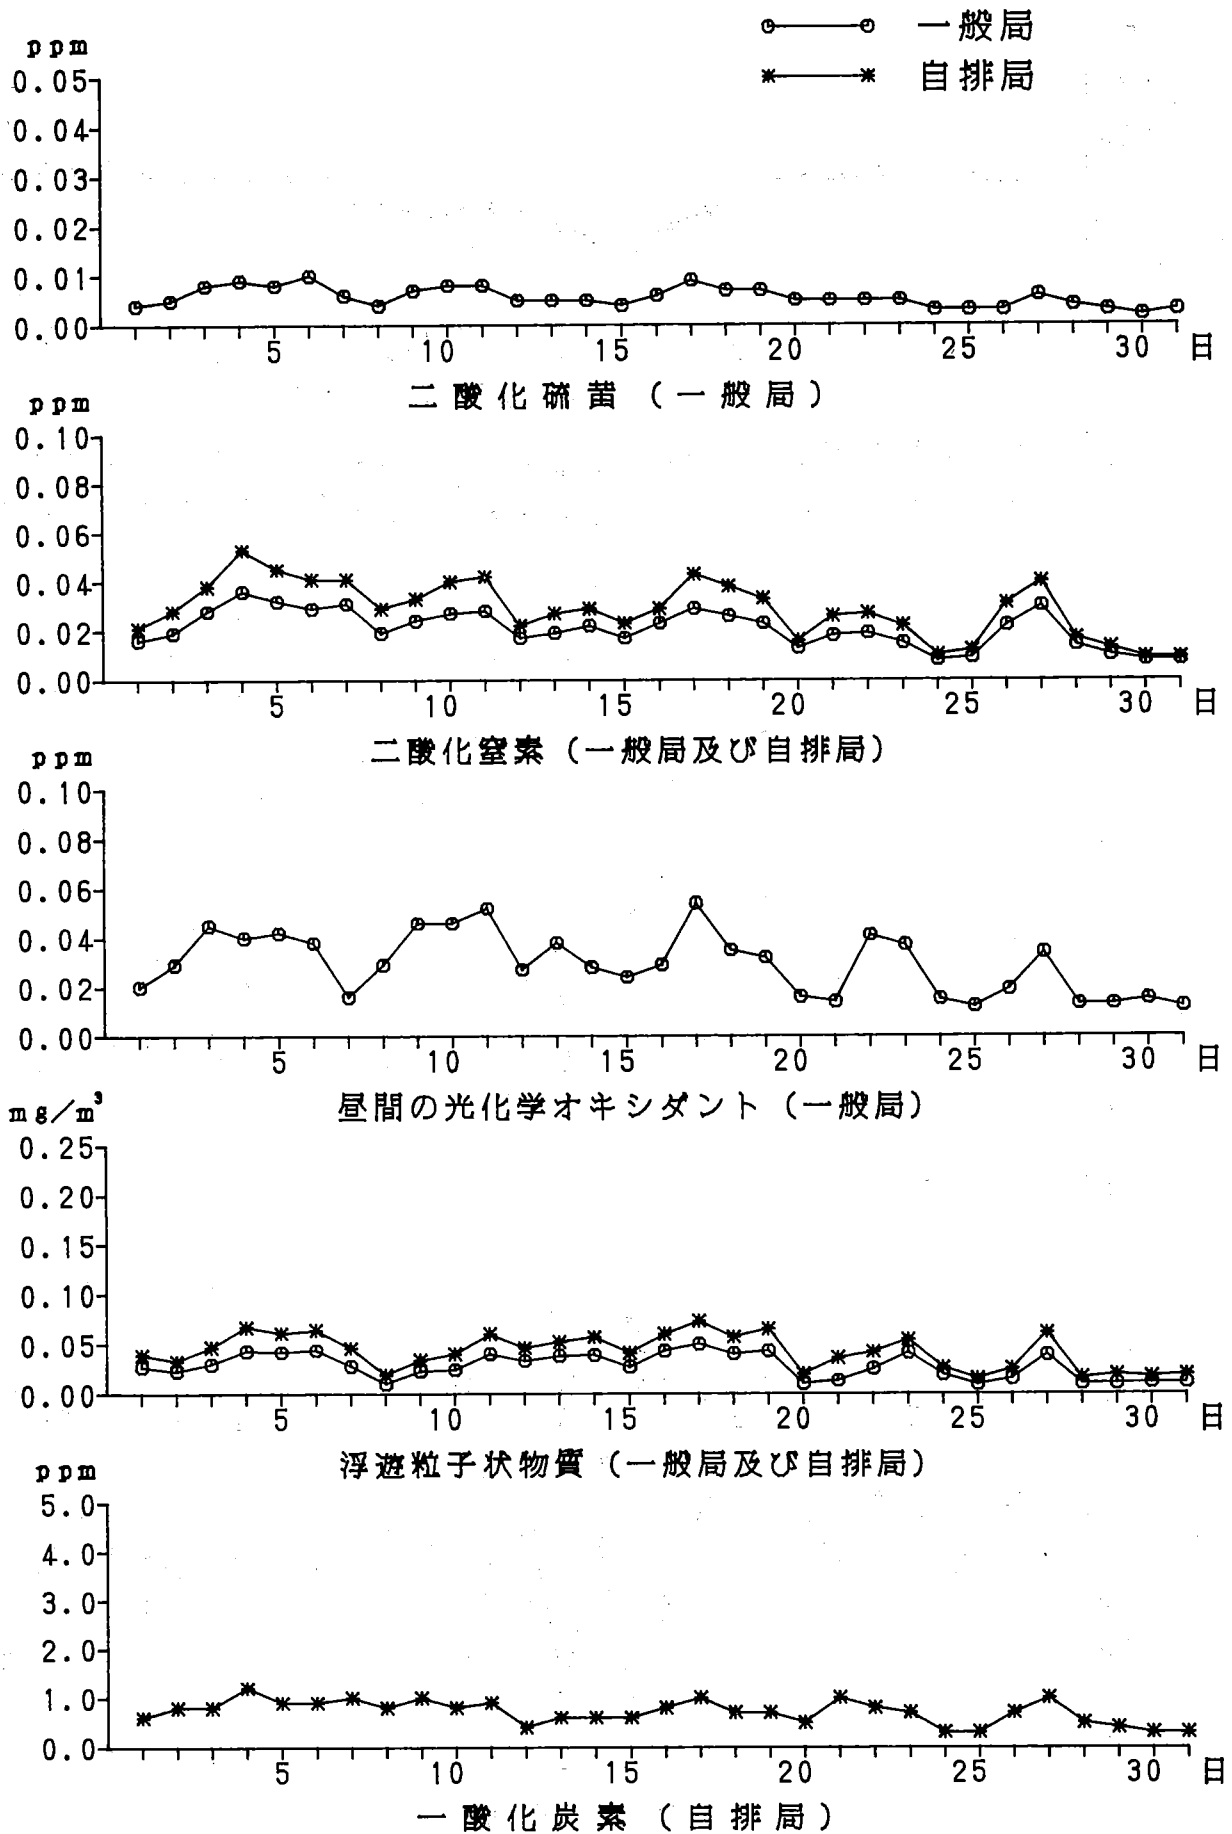 一般局
自排局
ppm
0.05
0.04
0.03
0.02
0.01
0.00
5 10 15 20 25 30 日
二酸化硫黄（一般局）
ppm
0.10
0.08
0.06
0.04
0.02
0.00
5 10 15 20 25 30 日
二酸化窒素（一般局及び自排局）
ppm
0.10
0.08
0.06
0.04
0.02
0.00
5 10 15 20 25 30 日
昼間の光化学オキシダント（一般局）
mg/m³
0.25
0.20
0.15
0.10
0.05
0.00
5 10 15 20 25 30 日
浮遊粒子状物質（一般局及び自排局）
ppm
5.0
4.0
3.0
2.0
1.0
0.0
5 10 15 20 25 30 日
一酸化炭素（自排局）